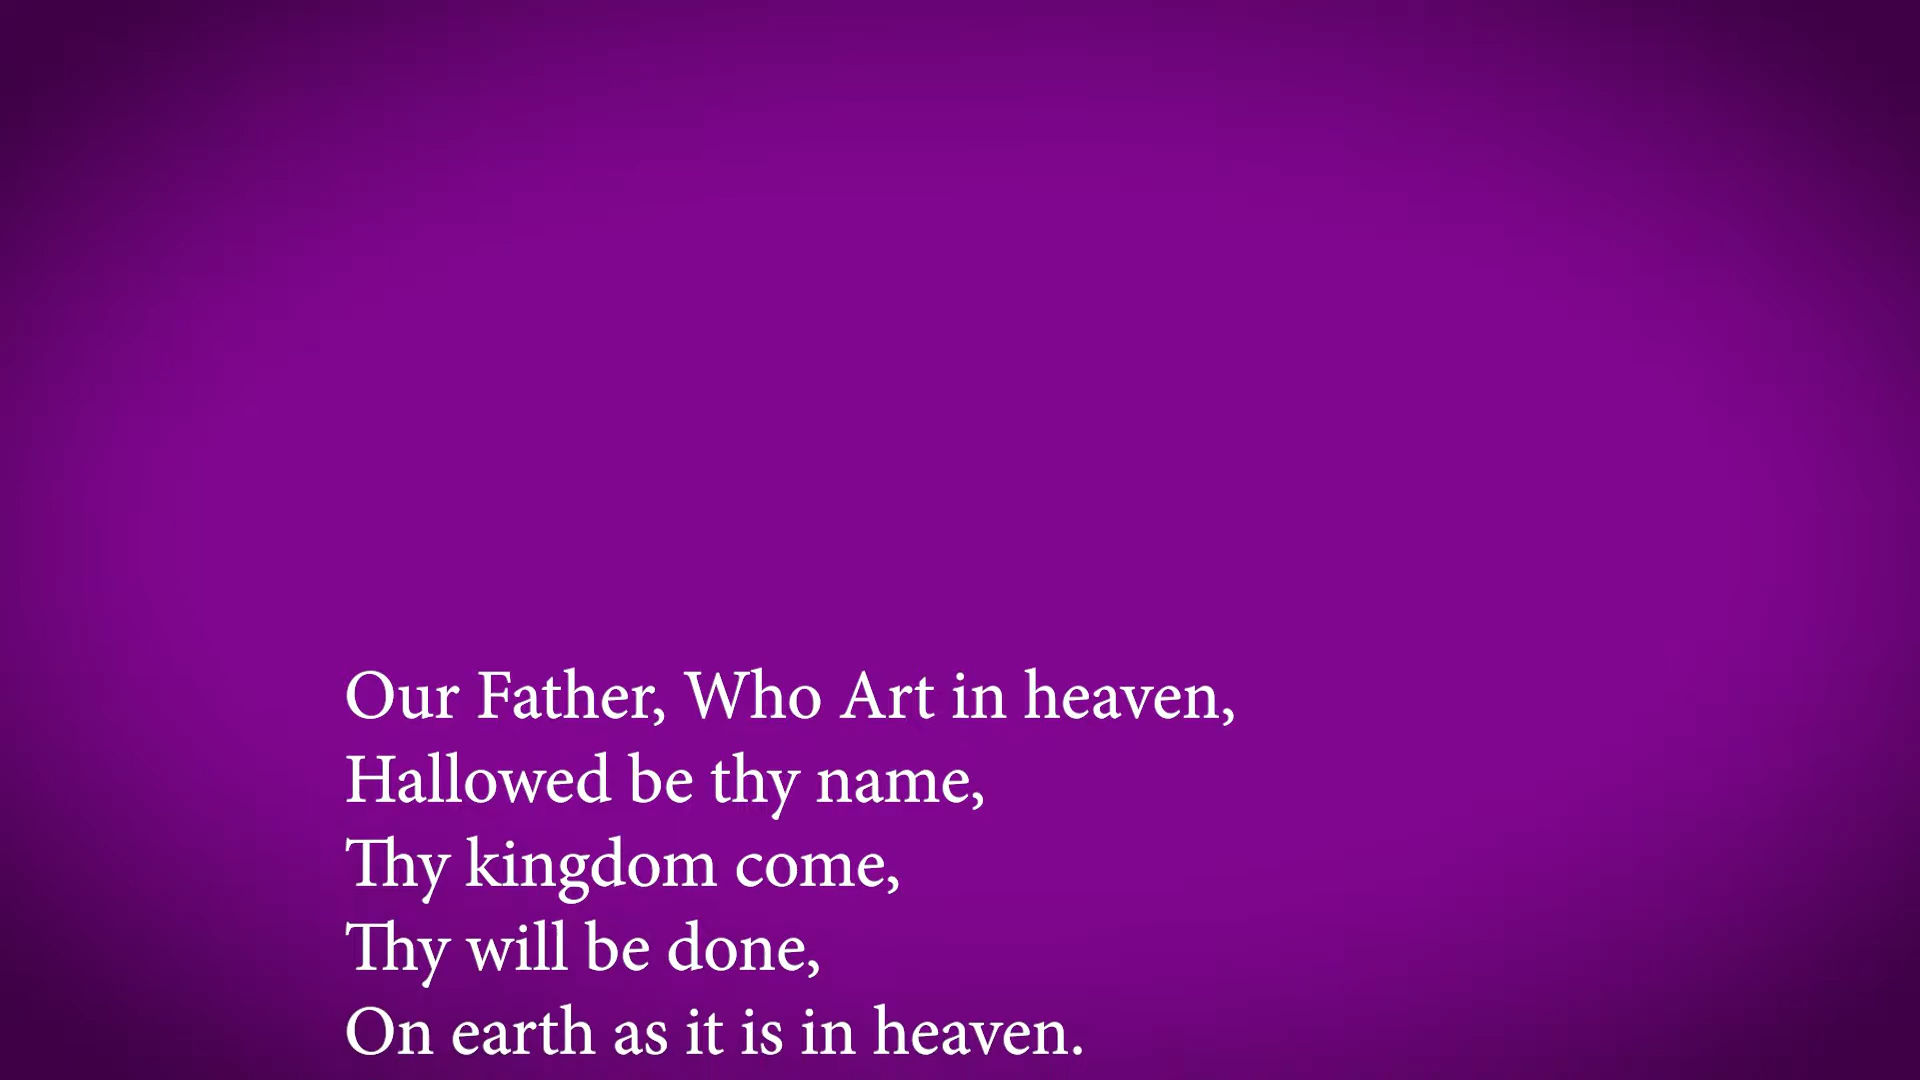 Our Father, Who Art in heaven,
Hallowed be thy name,
Thy kingdom come,
Thy will be done,
On earth as it is in heaven.